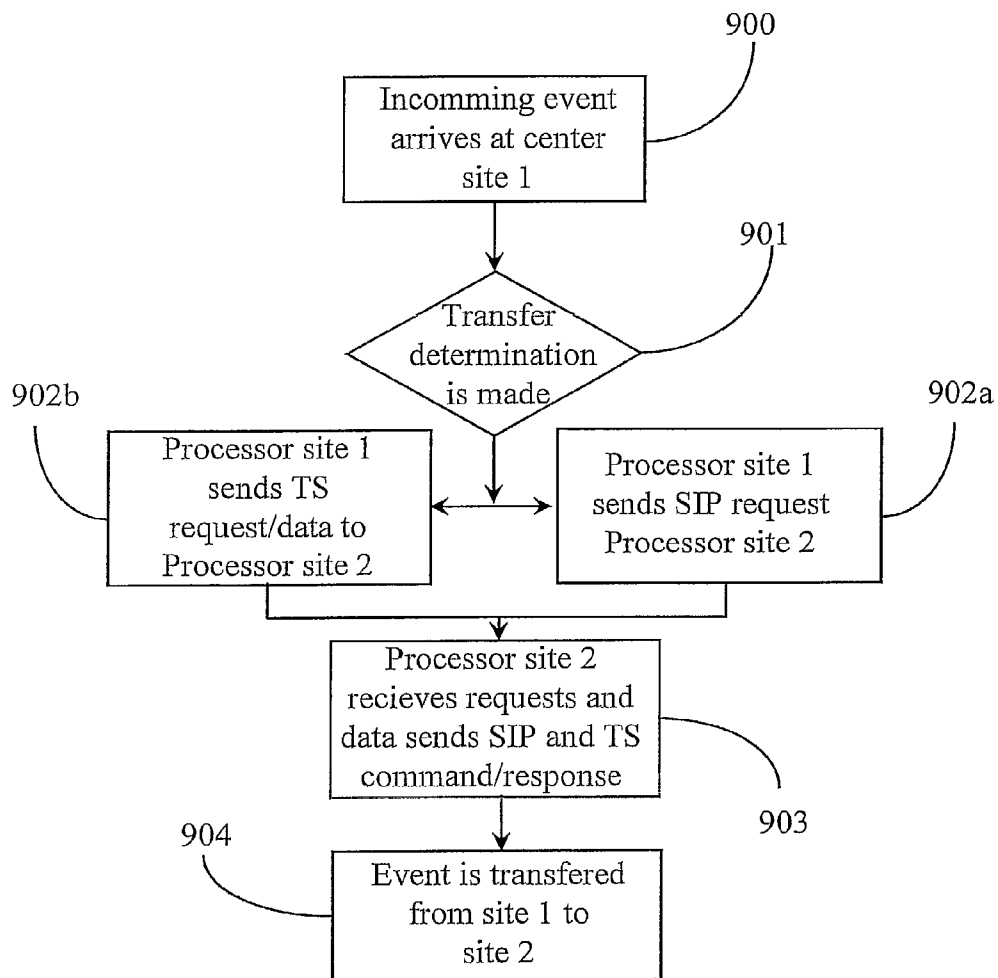 900
Incomming event
arrives at center
site 1
901
Transfer
determination
is made
902b
902a
Processor site 1
sends TS
request/data to
Processor site 2
Processor site 1
sends SIP request
Processor site 2
Processor site 2
recieves requests and
data sends SIP and TS
command/response
903
904
Event is transfered
from site 1 to
site 2